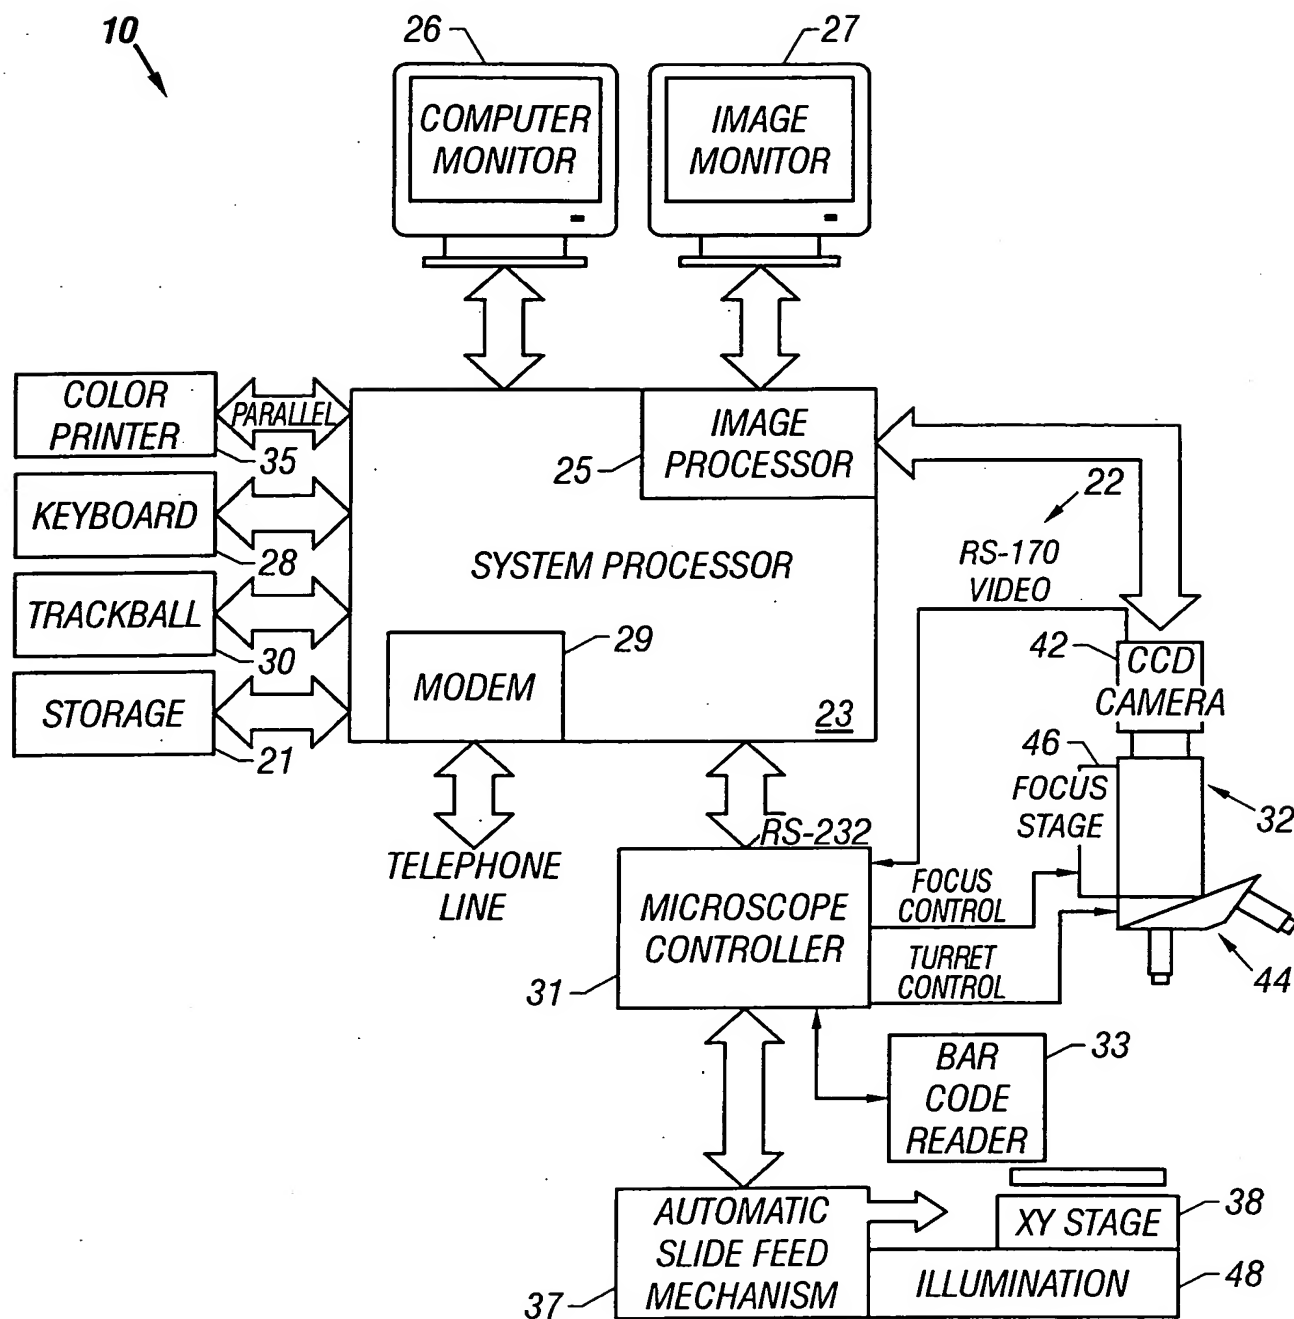 10
26
27
COMPUTER
MONITOR
IMAGE
MONITOR
COLOR
PRINTER
PARALLEL
35
IMAGE
PROCESSOR
25
KEYBOARD
28
SYSTEM PROCESSOR
22
RS-170
VIDEO
TRACKBALL
30
MODEM
29
42
CCD
CAMERA
STORAGE
21
23
46
FOCUS
STAGE
32
TELEPHONE
LINE
RS-232
MICROSCOPE
CONTROLLER
31
FOCUS
CONTROL
TURRET
CONTROL
44
BAR
CODE
READER
33
AUTOMATIC
SLIDE FEED
MECHANISM
37
XY STAGE
38
ILLUMINATION
48